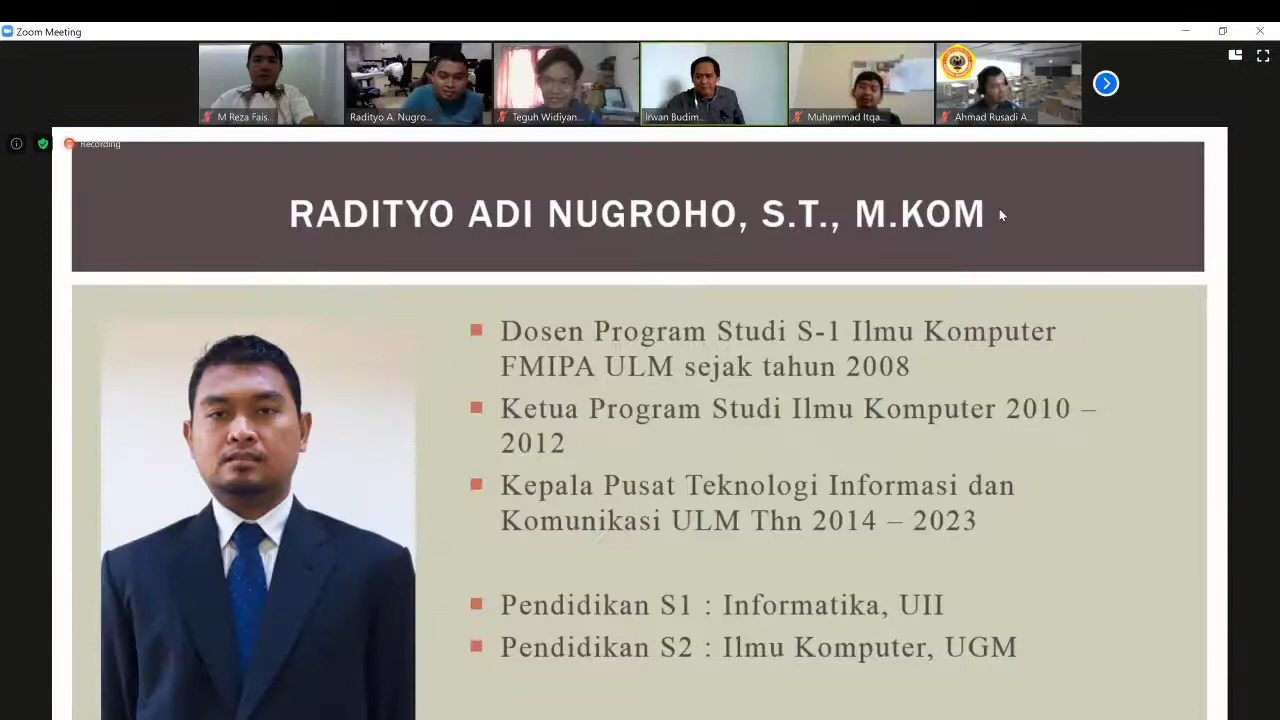 Zoom Meeting
M Reza Fais...
Radityo A. Nugro...
Teguh Widiyan...
Irwan Budim...
Muhammad Itqa...
Ahmad Rusadi A...
Recording
RADITYO ADI NUGROHO, S.T., M.KOM
Dosen Program Studi S-1 Ilmu Komputer
FMIPA ULM sejak tahun 2008
Ketua Program Studi Ilmu Komputer 2010 –
2012
Kepala Pusat Teknologi Informasi dan
Komunikasi ULM Thn 2014 – 2023
Pendidikan S1 : Informatika, UII
Pendidikan S2 : Ilmu Komputer, UGM